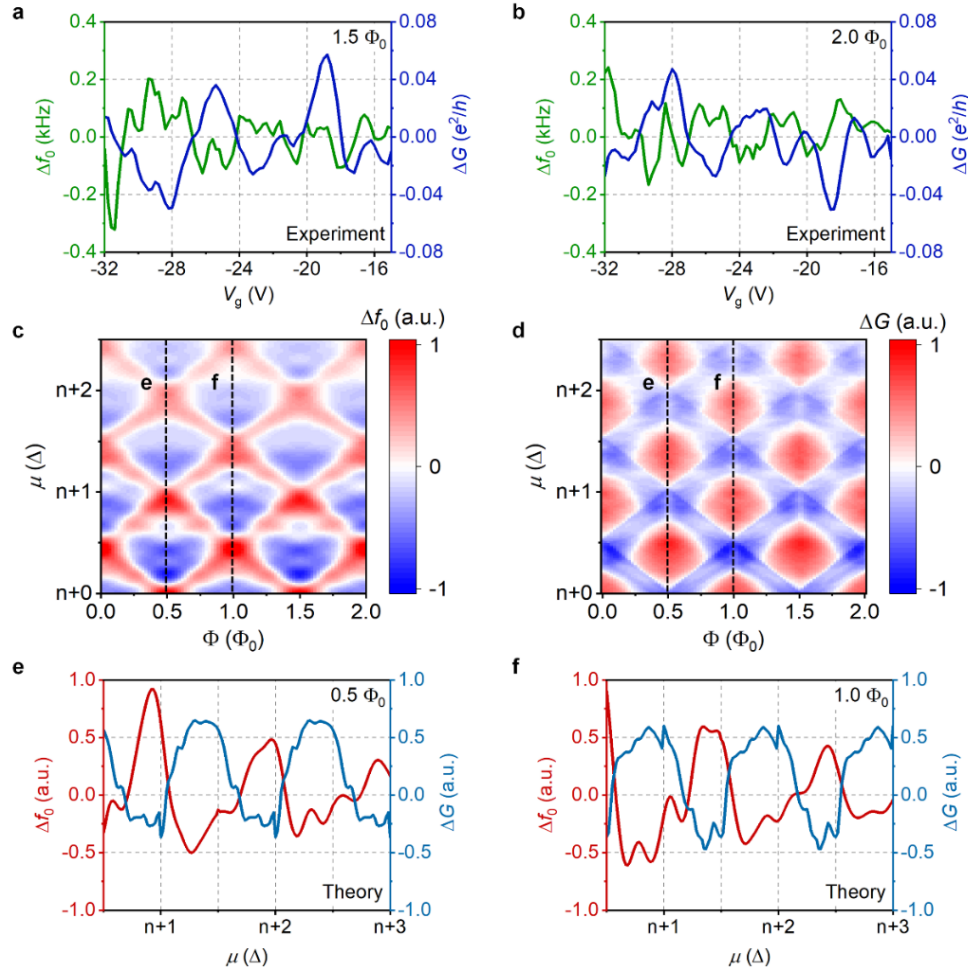 a
b
0.4
0.2
0.0
-0.2
-0.4
Δf₀ (kHz)
1.5 Φ₀
Experiment
0.08
0.04
0.00
-0.04
-0.08
ΔG (e²/h)
-32 -28 -24 -20 -16
V_g (V)
0.4
0.2
0.0
-0.2
-0.4
Δf₀ (kHz)
2.0 Φ₀
Experiment
0.08
0.04
0.00
-0.04
-0.08
ΔG (e²/h)
-32 -28 -24 -20 -16
V_g (V)
c
Δf₀ (a.u.)
n+2
n+1
n+0
μ (Δ)
e f
1
0
-1
0.0 0.5 1.0 1.5 2.0
Φ (Φ₀)
d
ΔG (a.u.)
n+2
n+1
n+0
μ (Δ)
e f
1
0
-1
0.0 0.5 1.0 1.5 2.0
Φ (Φ₀)
e
1.0
0.5
0.0
-0.5
-1.0
Δf₀ (a.u.)
0.5 Φ₀
Theory
1.0
0.5
0.0
-0.5
-1.0
ΔG (a.u.)
n+1 n+2 n+3
μ (Δ)
f
1.0
0.5
0.0
-0.5
-1.0
Δf₀ (a.u.)
1.0 Φ₀
Theory
1.0
0.5
0.0
-0.5
-1.0
ΔG (a.u.)
n+1 n+2 n+3
μ (Δ)